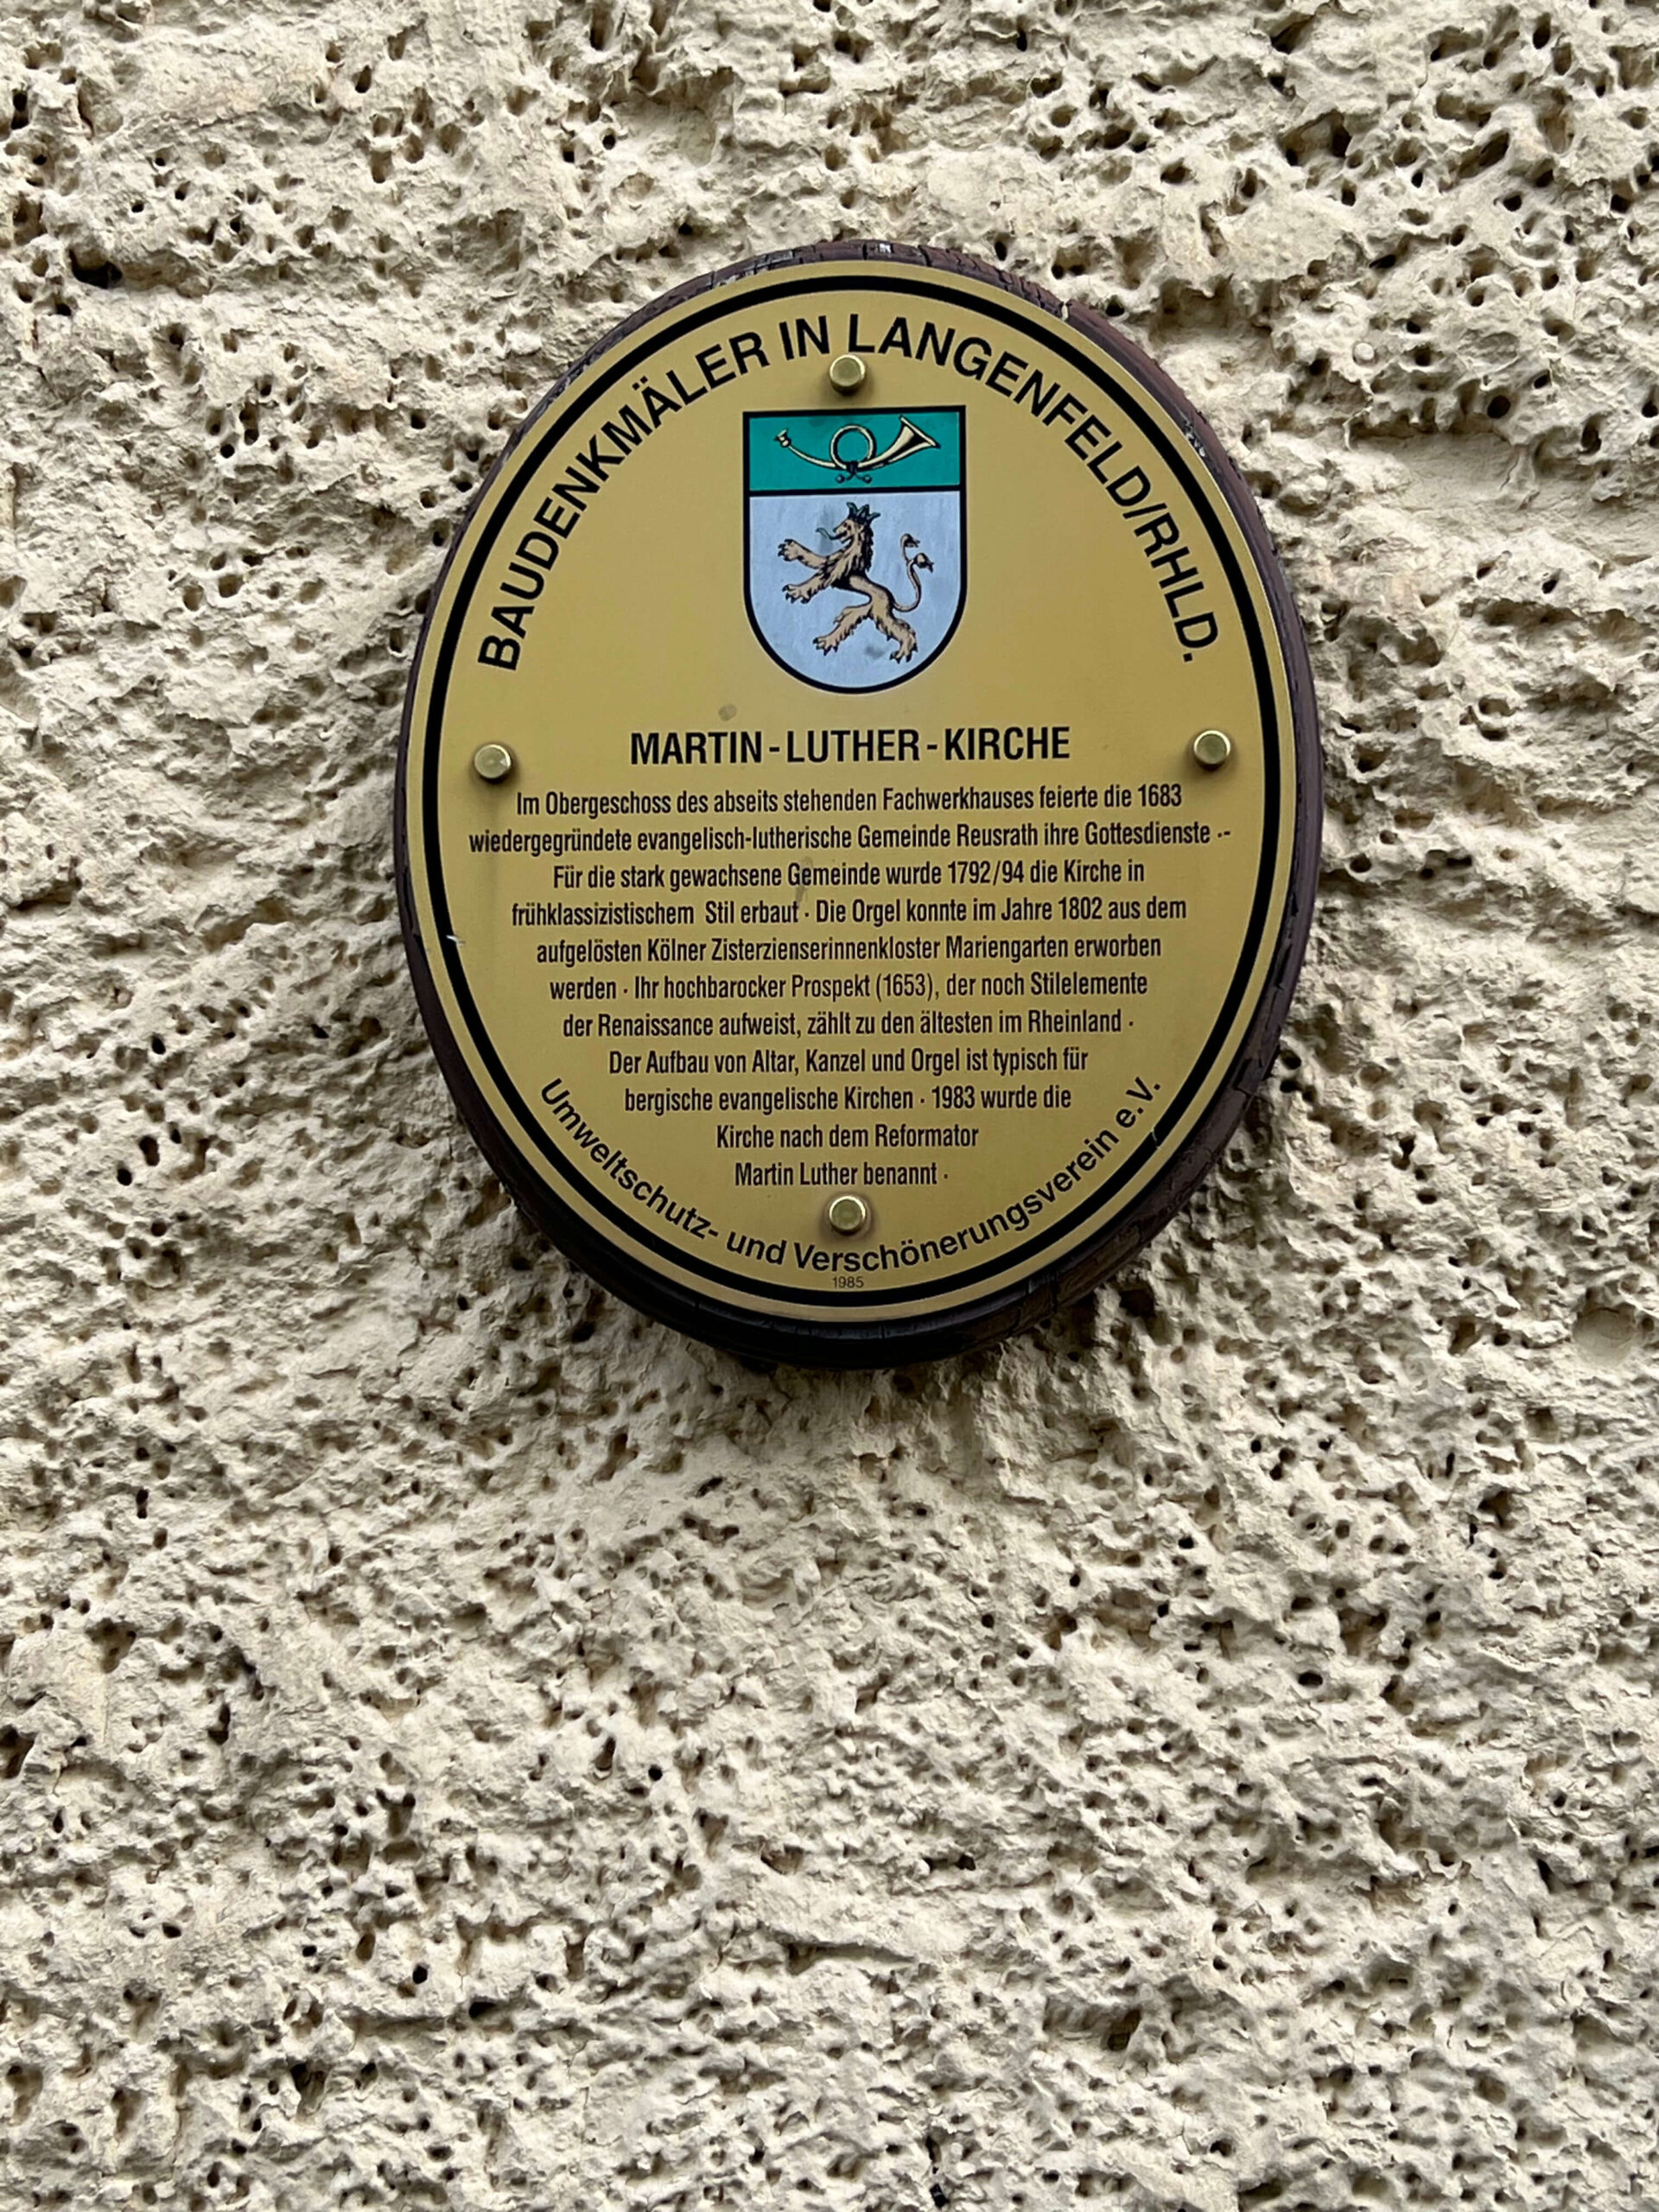 BAUDENKMÄLER IN LANGENFELD/RHLD.
MARTIN-LUTHER-KIRCHE
Im Obergeschoss des abseits stehenden Fachwerkhauses feierte die 1683
wiedergegründete evangelisch-lutherische Gemeinde Reusrath ihre Gottesdienste ·-
Für die stark gewachsene Gemeinde wurde 1792/94 die Kirche in
frühklassizistischem Stil erbaut · Die Orgel konnte im Jahre 1802 aus dem
aufgelösten Kölner Zisterzienserinnenkloster Mariengarten erworben
werden · Ihr hochbarocker Prospekt (1653), der noch Stilelemente
der Renaissance aufweist, zählt zu den ältesten im Rheinland ·
Der Aufbau von Altar, Kanzel und Orgel ist typisch für
bergische evangelische Kirchen · 1983 wurde die
Kirche nach dem Reformator
Martin Luther benannt ·
Umweltschutz- und Verschönerungsverein e.V.
1985